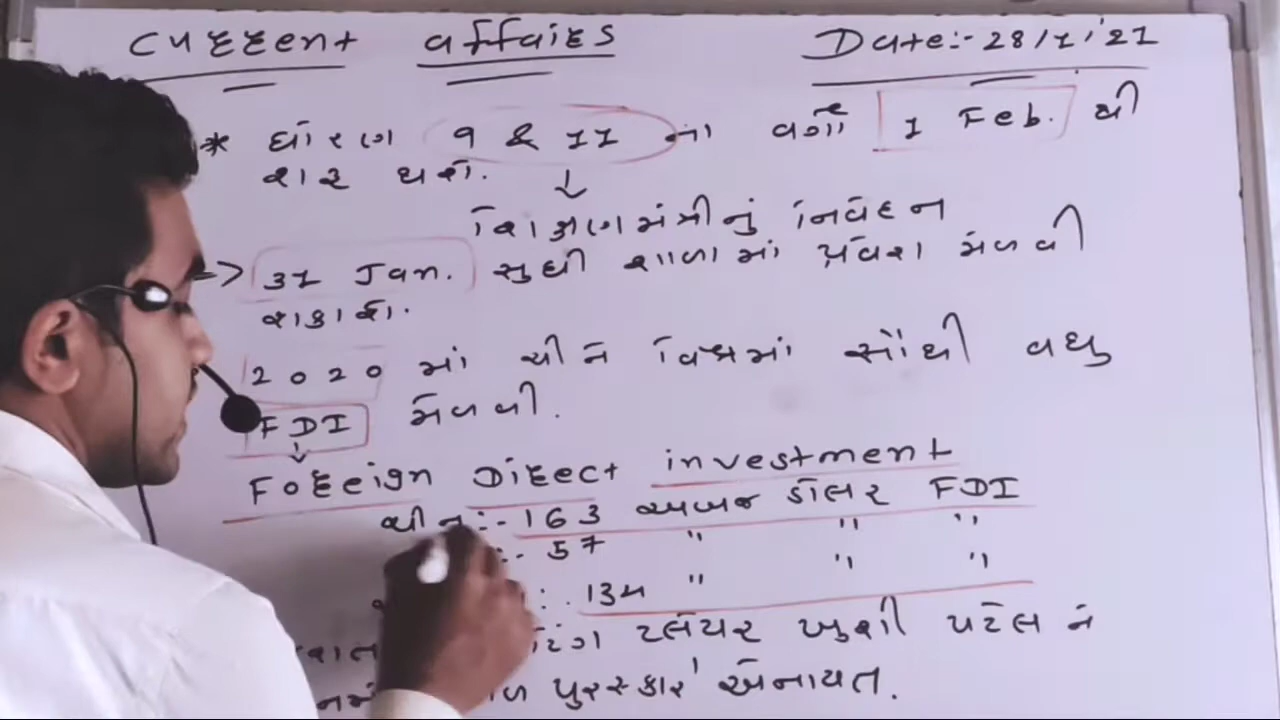 Current affairs Date:- 28/1/21
* ધોરણ 9 & 11 ના વર્ગો 1 Feb. થી
શરૂ થશે.
↓
શિક્ષણમંત્રીનું નિવેદન
-> 31 Jan. સુધી શાળામાં પ્રવેશ મેળવી
શકાશે.
2020 માં ચીને વિશ્વમાં સૌથી વધુ
FDI મેળવી.
Foreign Direct investment
ચીન:- 163 અબજ ડોલર FDI
:- 57 " " "
: 134 " " "
ટીંગ પ્લેયર ખુશી પટેલ ને
પુરસ્કાર' એનાયત.